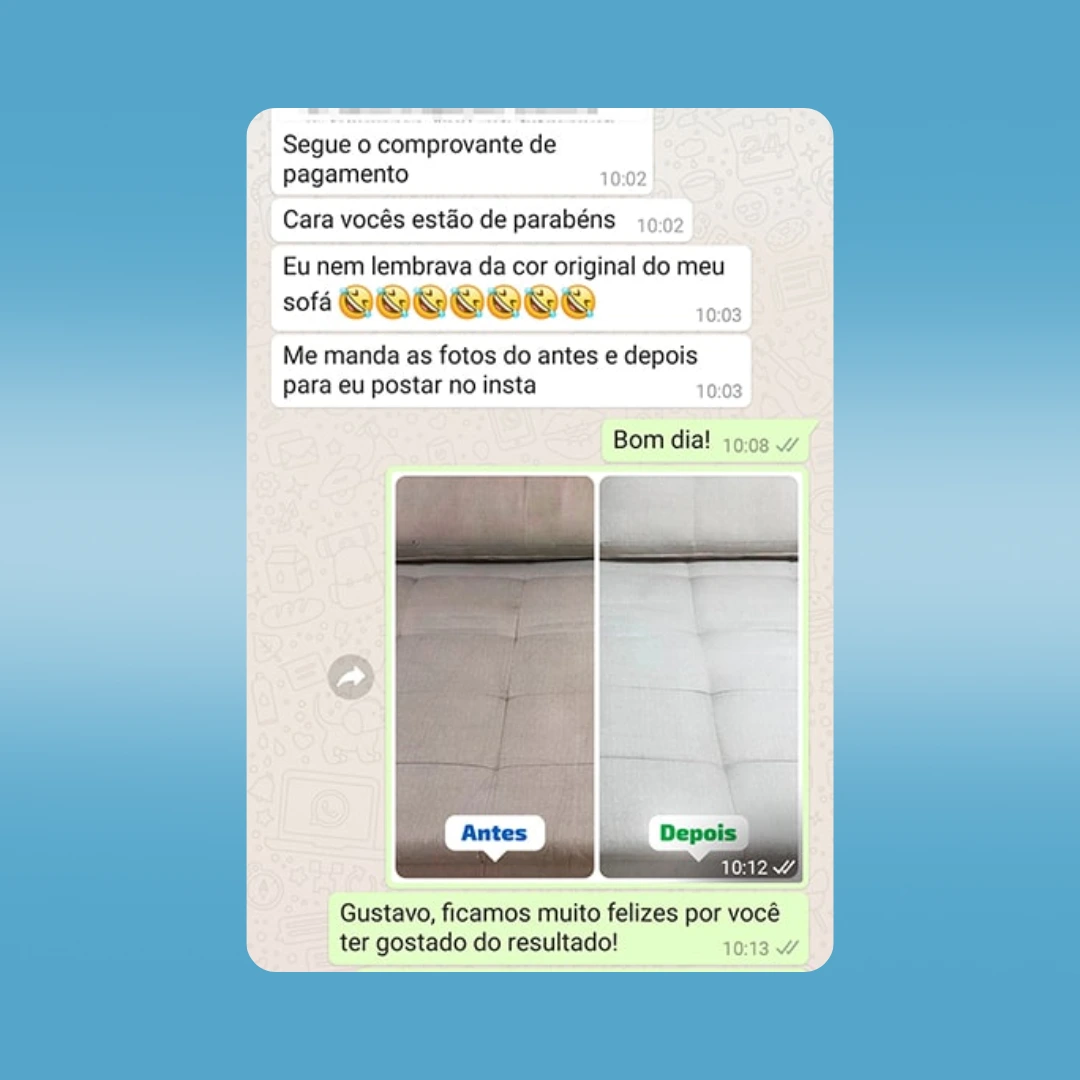 Segue o comprovante de
pagamento
10:02
Cara vocês estão de parabéns
10:02
Eu nem lembrava da cor original do meu
sofá 🤣🤣🤣🤣🤣🤣🤣
10:03
Me manda as fotos do antes e depois
para eu postar no insta
10:03
Bom dia!
10:08
Antes
Depois
10:12
Gustavo, ficamos muito felizes por você
ter gostado do resultado!
10:13